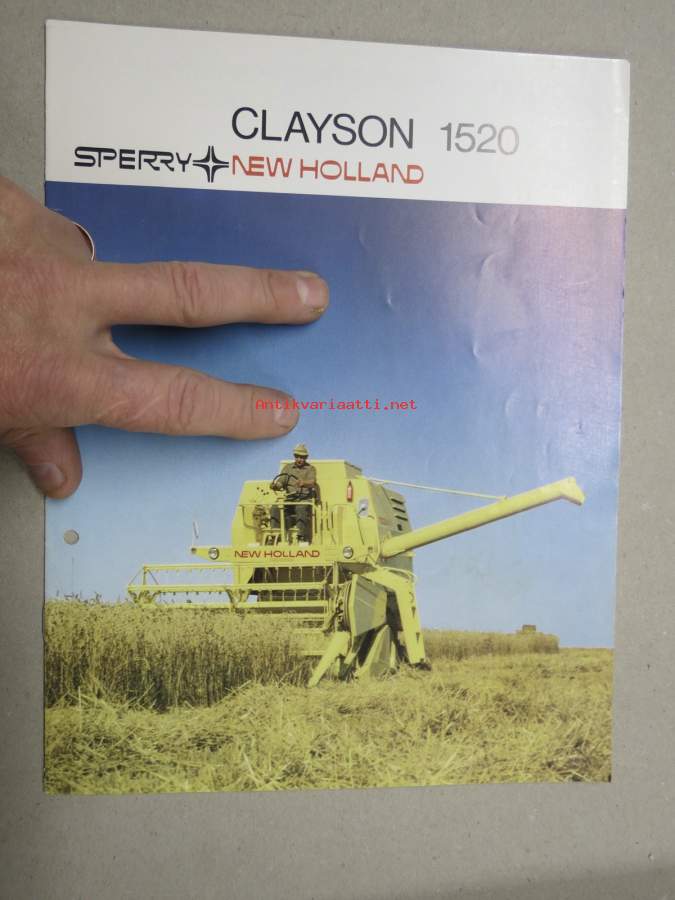 CLAYSON 1520
SPERRY NEW HOLLAND
Antikvariaatti.net
NEW HOLLAND